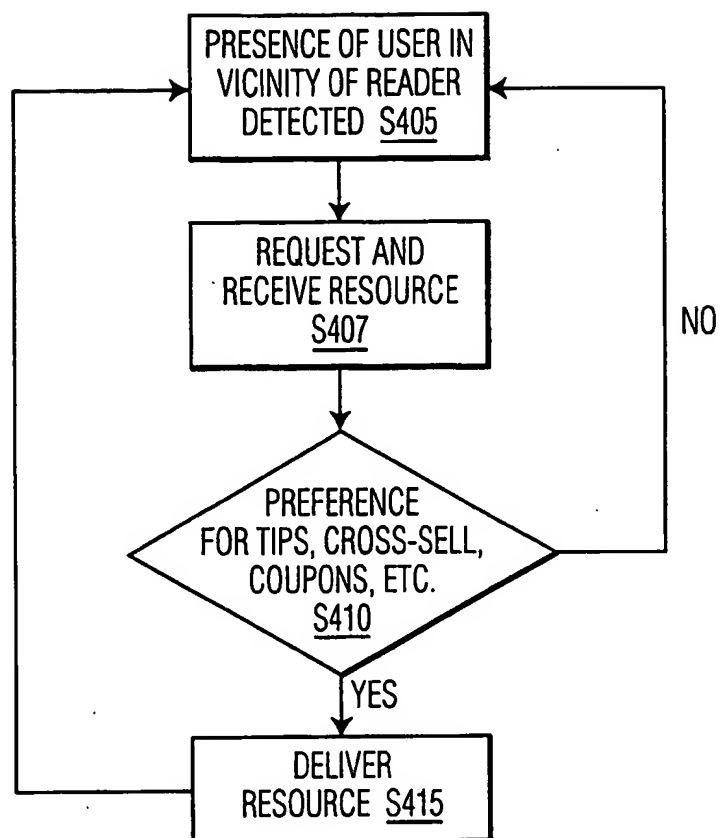 PRESENCE OF USER IN
VICINITY OF READER
DETECTED S405
REQUEST AND
RECEIVE RESOURCE
S407
NO
PREFERENCE
FOR TIPS, CROSS-SELL,
COUPONS, ETC.
S410
YES
DELIVER
RESOURCE S415